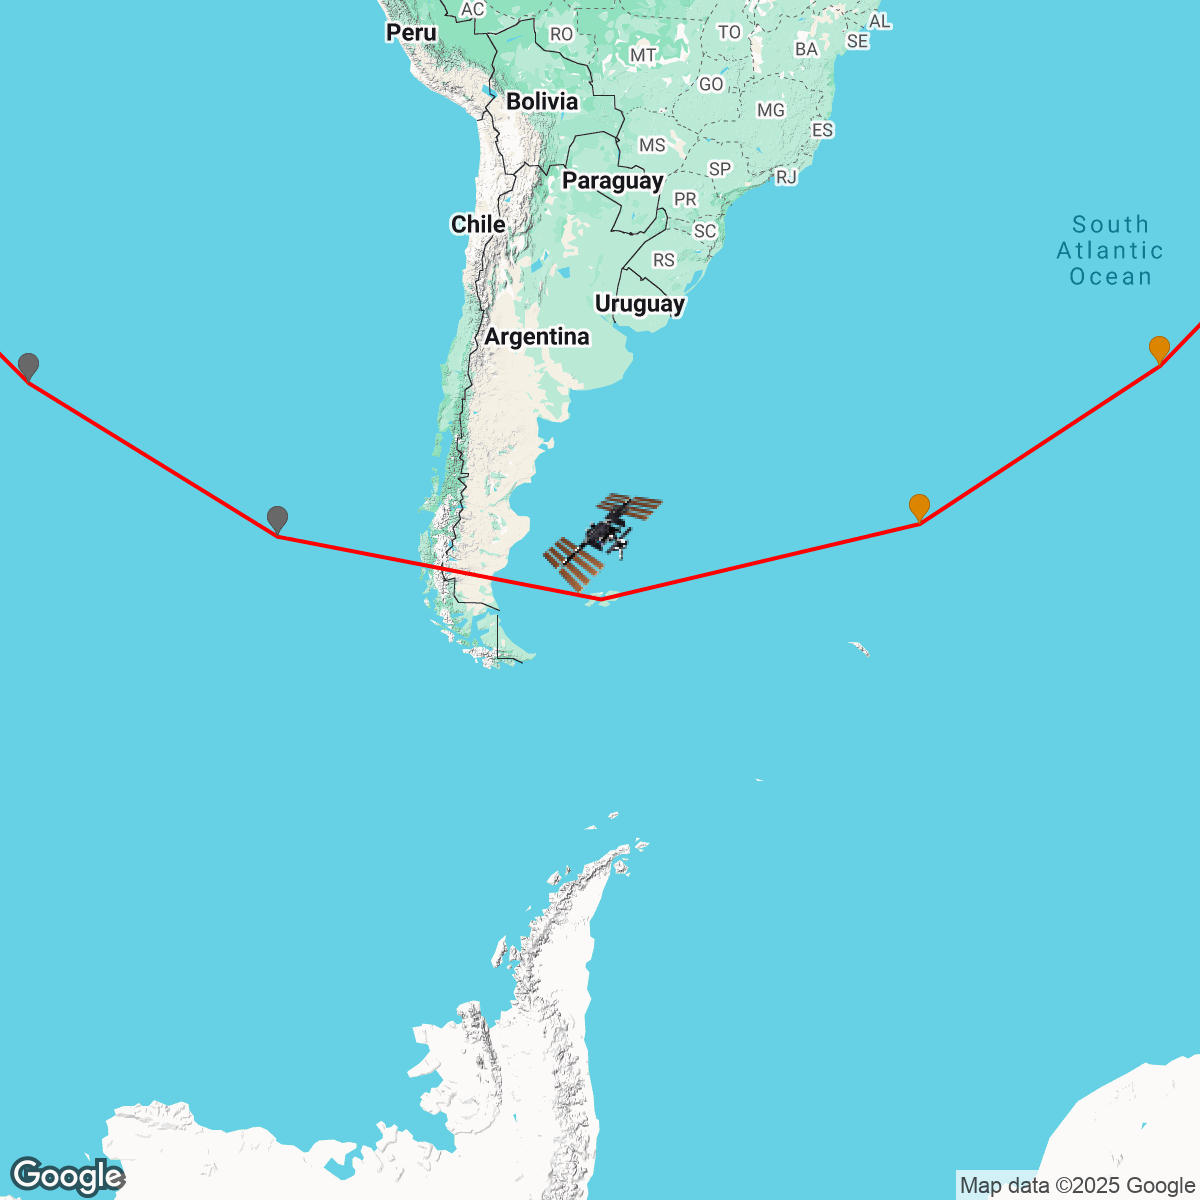 AC
AL
Peru
RO
TO
SE
MT
BA
GO
Bolivia
MG
ES
MS
SP
Paraguay
RJ
PR
Chile
SC
South
Atlantic
Ocean
RS
Uruguay
Argentina
Google
Map data ©2025 Google